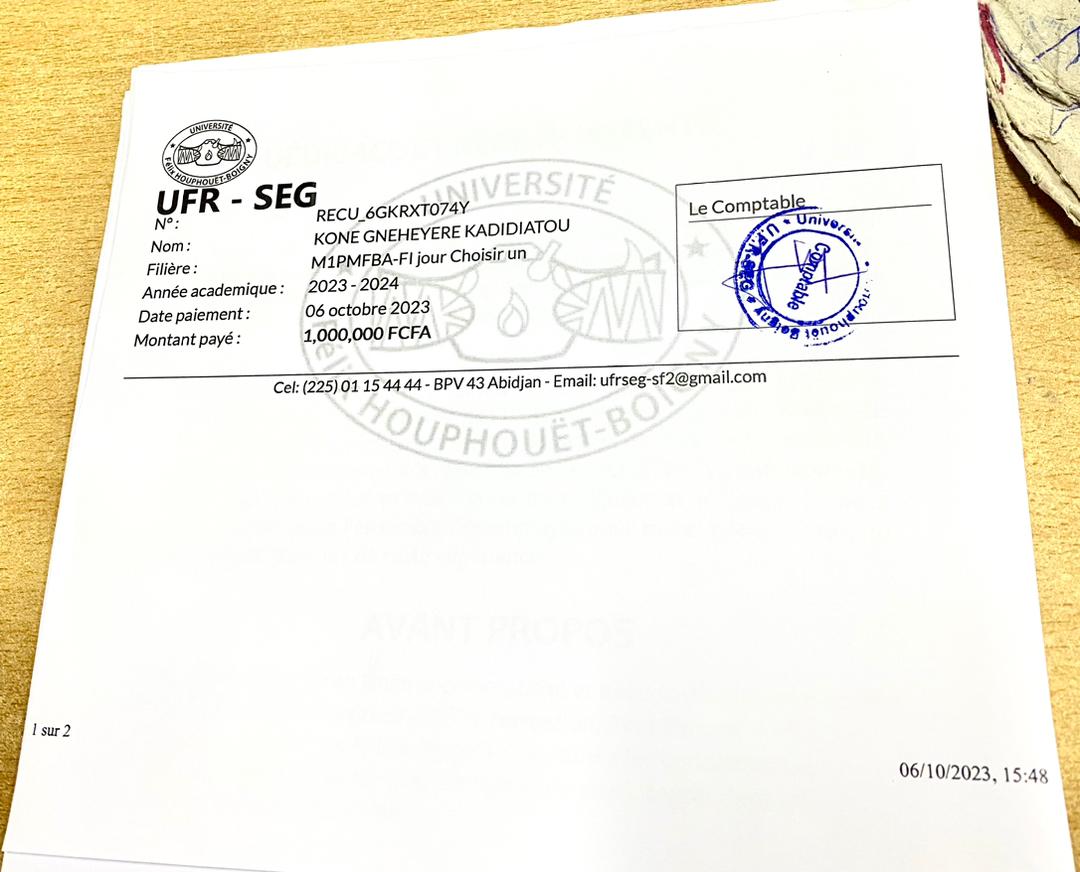 UNIVERSITÉ
Félix HOUPHOUËT-BOIGNY
UFR - SEG
N° : RECU_6GKRXT074Y
Nom : KONE GNEHEYERE KADIDIATOU
Filière : M1PMFBA-FI jour Choisir un
Année académique : 2023 - 2024
Date paiement : 06 octobre 2023
Montant payé : 1,000,000 FCFA
Le Comptable
U.F.R-SEG * Université
Comptable
Houphouët Boigny
UNIVERSITÉ
Félix HOUPHOUËT-BOIGNY
Cel: (225) 01 15 44 44 - BPV 43 Abidjan - Email: ufrseg-sf2@gmail.com
AVANT PROPOS
1 sur 2
06/10/2023, 15:48